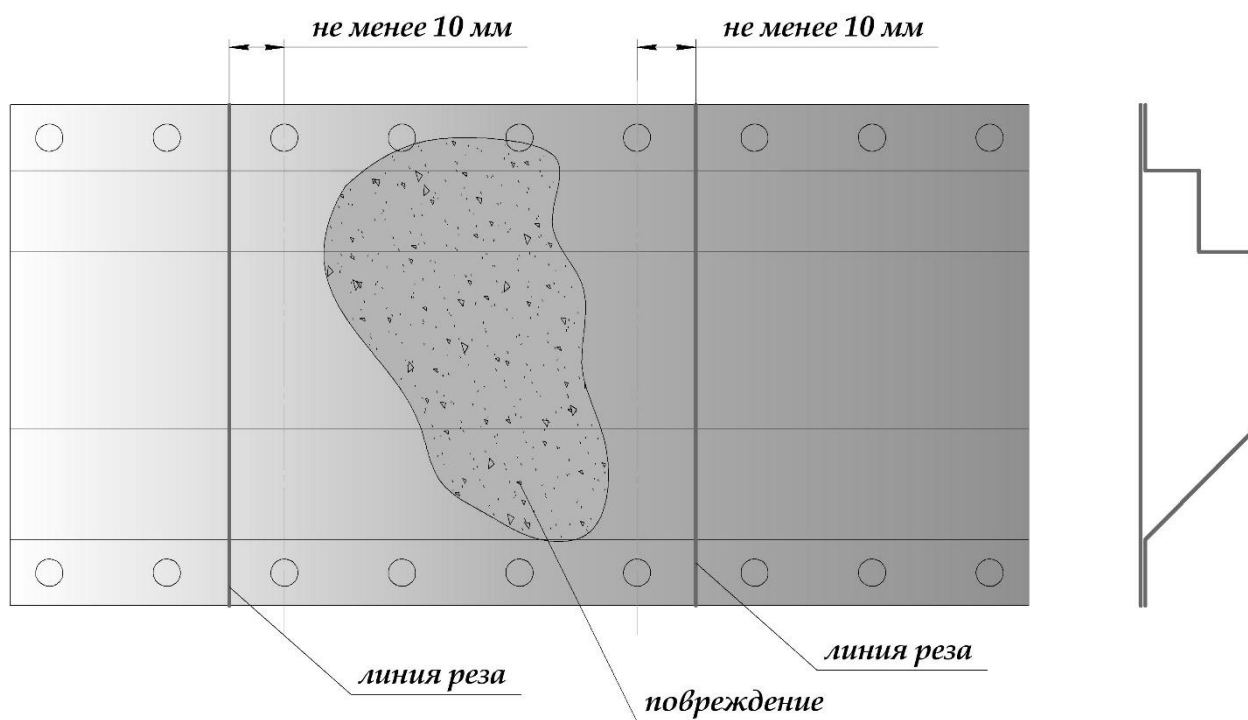 не менее 10 мм
не менее 10 мм
линия реза
линия реза
повреждение